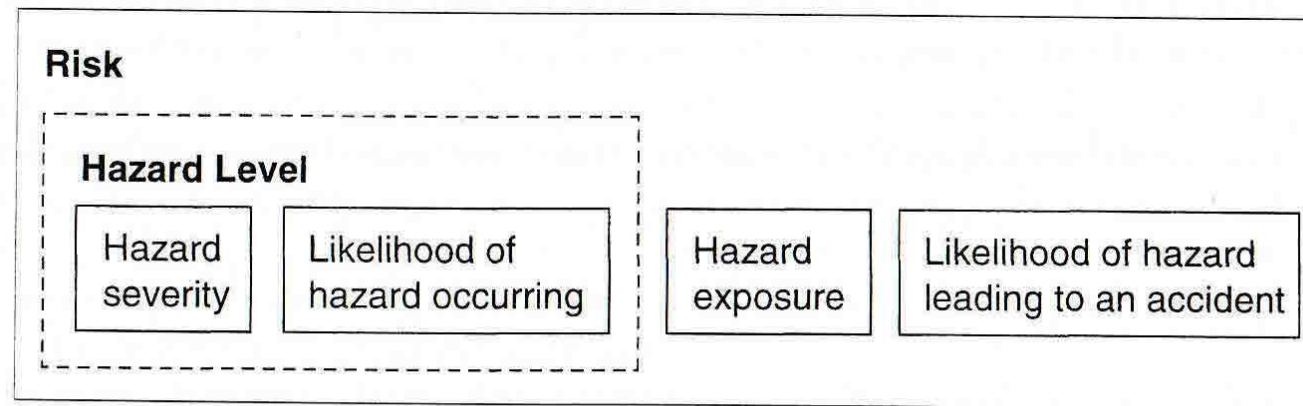 Risk
Hazard Level
Hazard
severity
Likelihood of
hazard occurring
Hazard
exposure
Likelihood of hazard
leading to an accident